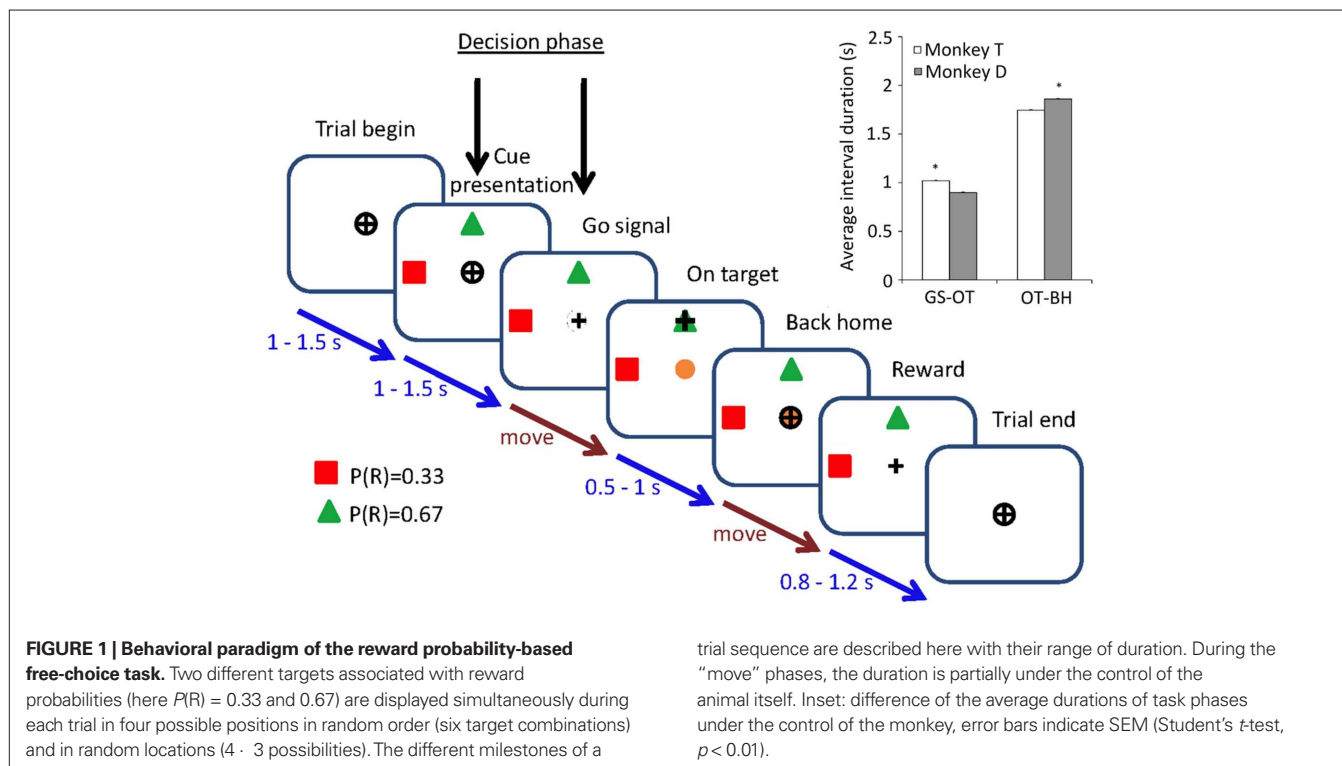 Decision phase
Trial begin
Cue
presentation
Go signal
On target
Back home
Reward
Trial end
1 - 1.5 s
1 - 1.5 s
move
0.5 - 1 s
move
0.8 - 1.2 s
P(R)=0.33
P(R)=0.67
Average interval duration (s)
2.5
2
1.5
1
0.5
0
Monkey T
Monkey D
*
*
GS-OT
OT-BH
FIGURE 1 | Behavioral paradigm of the reward probability-based
free-choice task. Two different targets associated with reward
probabilities (here P(R) = 0.33 and 0.67) are displayed simultaneously during
each trial in four possible positions in random order (six target combinations)
and in random locations (4 · 3 possibilities). The different milestones of a
trial sequence are described here with their range of duration. During the
“move” phases, the duration is partially under the control of the
animal itself. Inset: difference of the average durations of task phases
under the control of the monkey, error bars indicate SEM (Student’s t-test,
p < 0.01).